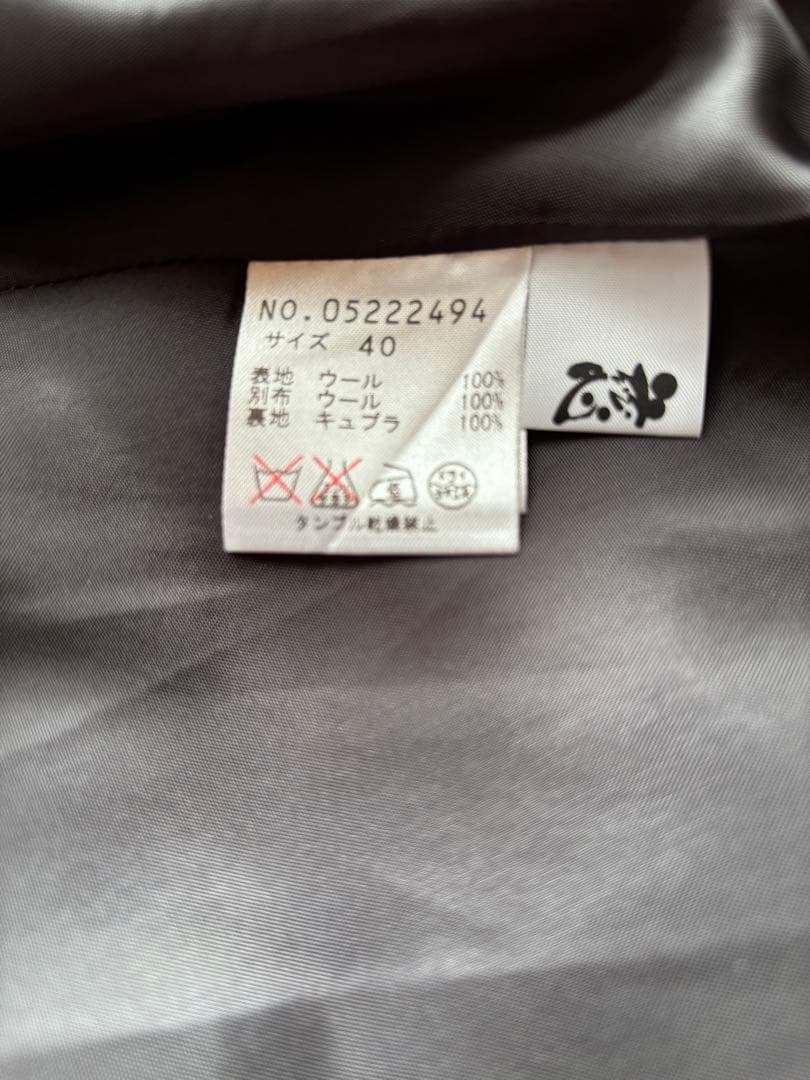 NO.05222494
サイズ 40
表地 ウール 100%
別布 ウール 100%
裏地 キュプラ 100%
タンブル乾燥禁止